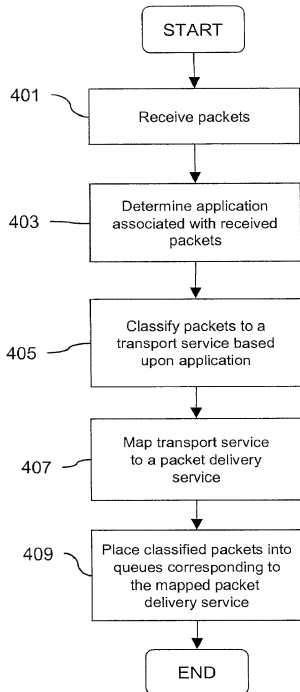 START
401
Receive packets
403
Determine application
associated with received
packets
405
Classify packets to a
transport service based
upon application
407
Map transport service
to a packet delivery
service
409
Place classified packets into
queues corresponding to
the mapped packet
delivery service
END